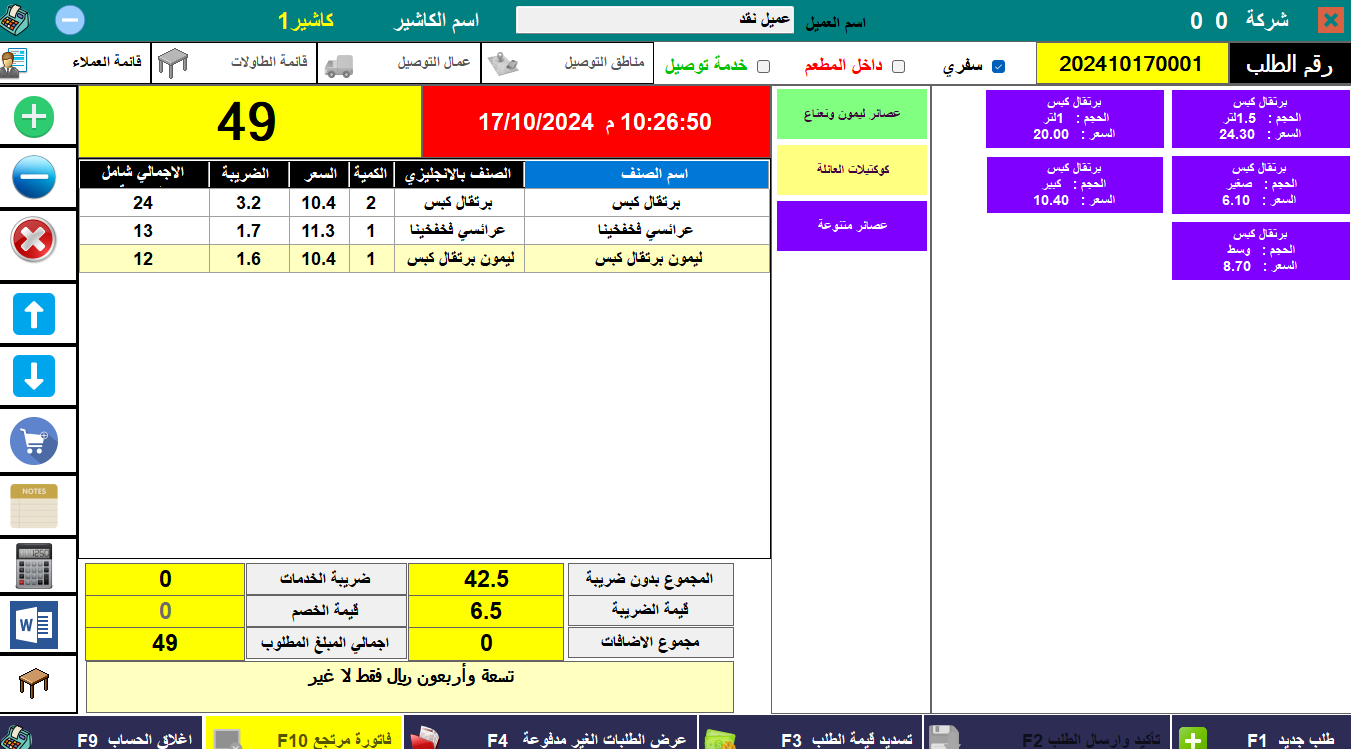 شركة 0 0
اسم العميل
عميل نقد
اسم الكاشير
كاشير1
رقم الطلب
202410170001
سفري
داخل المطعم
خدمة توصيل
مناطق التوصيل
عمال التوصيل
قائمة الطاولات
قائمة العملاء
برتقال كبس
الحجم : 1.5لتر
السعر : 24.30
برتقال كبس
الحجم : 1لتر
السعر : 20.00
برتقال كبس
الحجم : صغير
السعر : 6.10
برتقال كبس
الحجم : كبير
السعر : 10.40
برتقال كبس
الحجم : وسط
السعر : 8.70
عصائر ليمون ونعناع
كوكتيلات العائلة
عصائر متنوعة
17/10/2024 م 10:26:50
49
اسم الصنف الصنف بالانجليزي الكمية السعر الضريبة الاجمالي شامل
برتقال كبس برتقال كبس 2 10.4 3.2 24
عرائسي فخفخينا عرائسي فخفخينا 1 11.3 1.7 13
ليمون برتقال كبس ليمون برتقال كبس 1 10.4 1.6 12
المجموع بدون ضريبة 42.5 ضريبة الخدمات 0
قيمة الضريبة 6.5 قيمة الخصم 0
مجموع الاضافات 0 اجمالي المبلغ المطلوب 49
تسعة وأربعون ريال فقط لا غير
NOTES
1250
W
طلب جديد F1
تأكيد وارسال الطلب F2
تسديد قيمة الطلب F3
عرض الطلبات الغير مدفوعة F4
فاتورة مرتجع F10
اغلاق الحساب F9